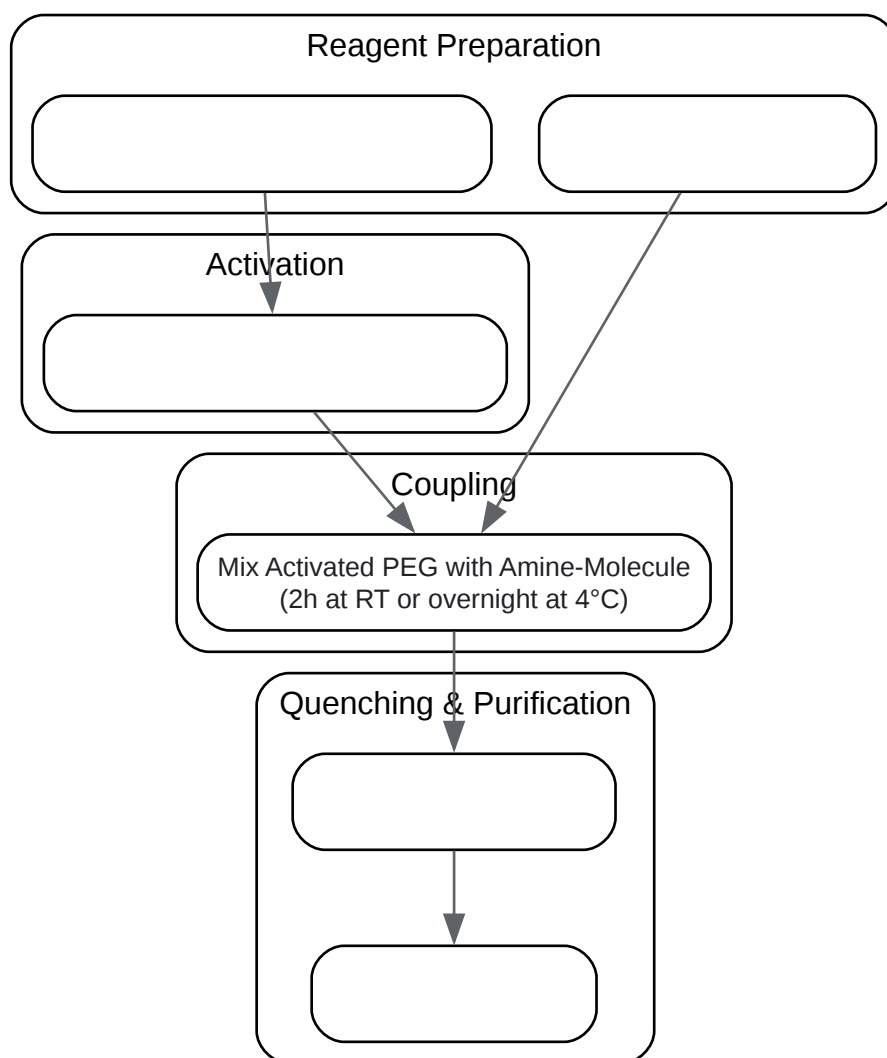 Reagent Preparation
Activation
Coupling
Mix Activated PEG with Amine-Molecule
(2h at RT or overnight at 4°C)
Quenching & Purification